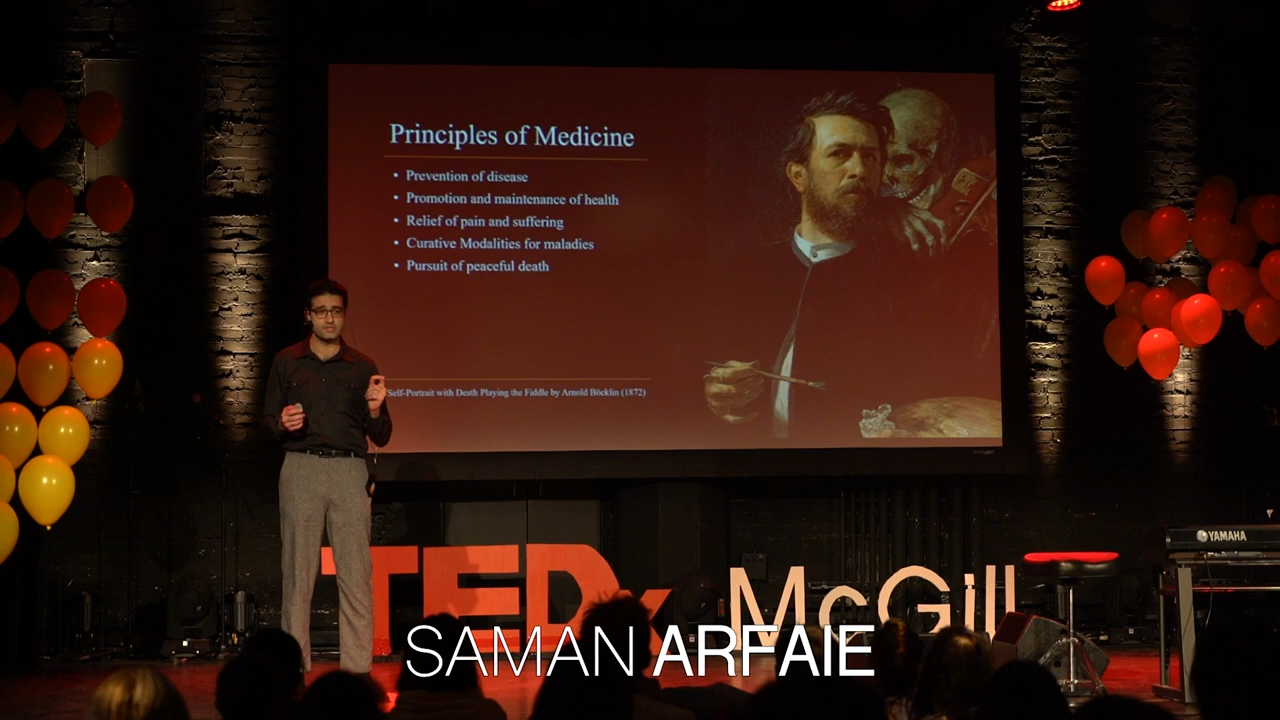 Principles of Medicine
• Prevention of disease
• Promotion and maintenance of health
• Relief of pain and suffering
• Curative Modalities for maladies
• Pursuit of peaceful death
Self-Portrait with Death Playing the Fiddle by Arnold Böcklin (1872)
YAMAHA
TEDx McGill
SAMAN ARFAIE